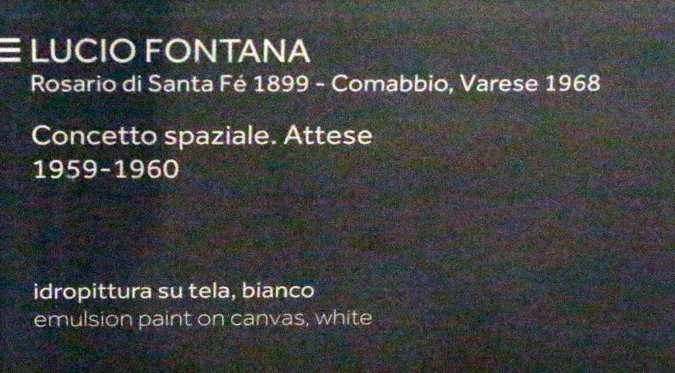 LUCIO FONTANA
Rosario di Santa Fé 1899 - Comabbio, Varese 1968
Concetto spaziale. Attese
1959-1960
idropittura su tela, bianco
emulsion paint on canvas, white